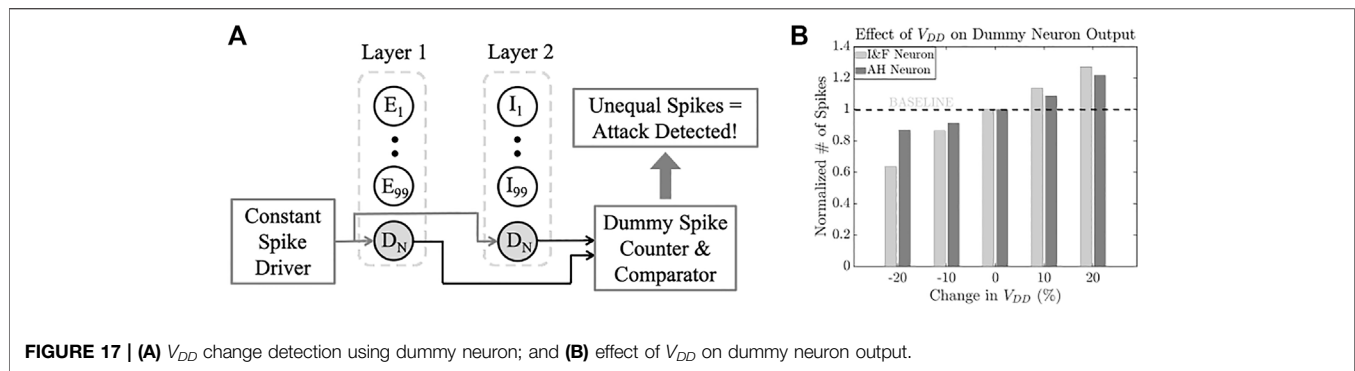 A
Layer 1
Layer 2
E1
I1
E99
I99
DN
DN
Constant
Spike
Driver
Unequal Spikes =
Attack Detected!
Dummy Spike
Counter &
Comparator
B
Effect of VDD on Dummy Neuron Output
I&F Neuron
AH Neuron
BASELINE
Normalized # of Spikes
1.4
1.2
1
0.8
0.6
0.4
0.2
0
-20 -10 0 10 20
Change in VDD (%)
FIGURE 17 | (A) VDD change detection using dummy neuron; and (B) effect of VDD on dummy neuron output.